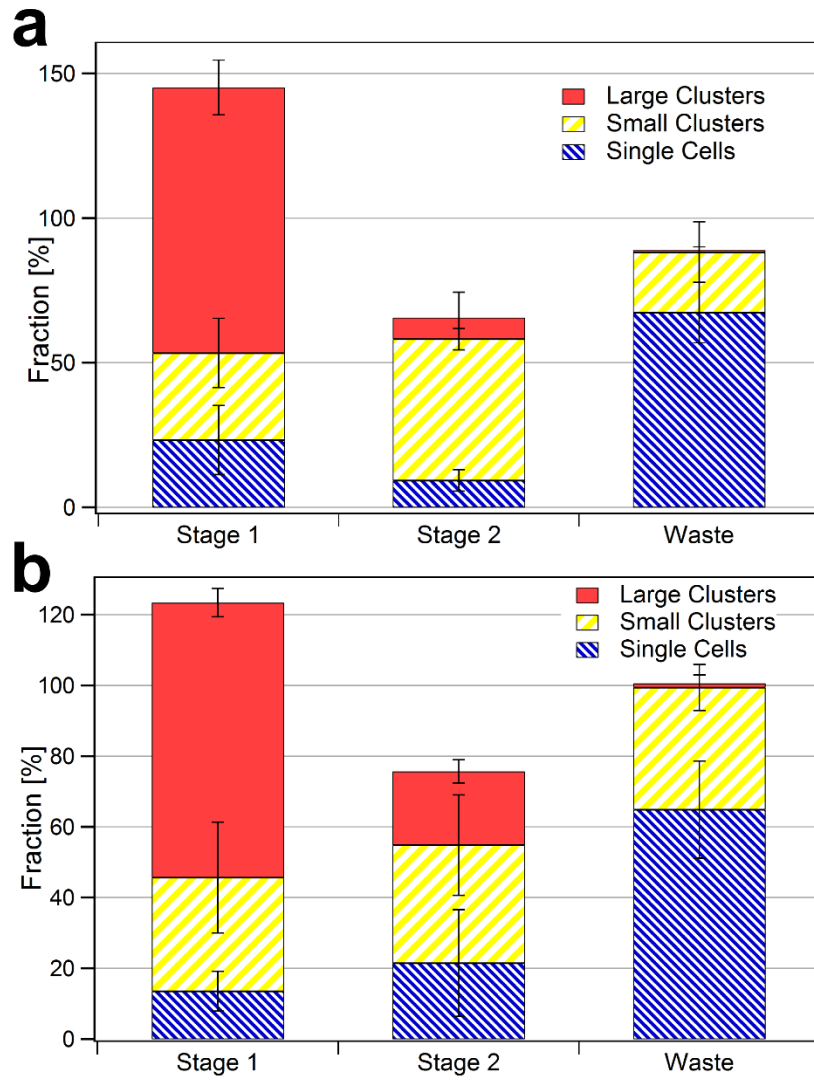 a
150
100
50
0
Fraction [%]
Large Clusters
Small Clusters
Single Cells
Stage 1
Stage 2
Waste
b
120
100
80
60
40
20
0
Fraction [%]
Large Clusters
Small Clusters
Single Cells
Stage 1
Stage 2
Waste